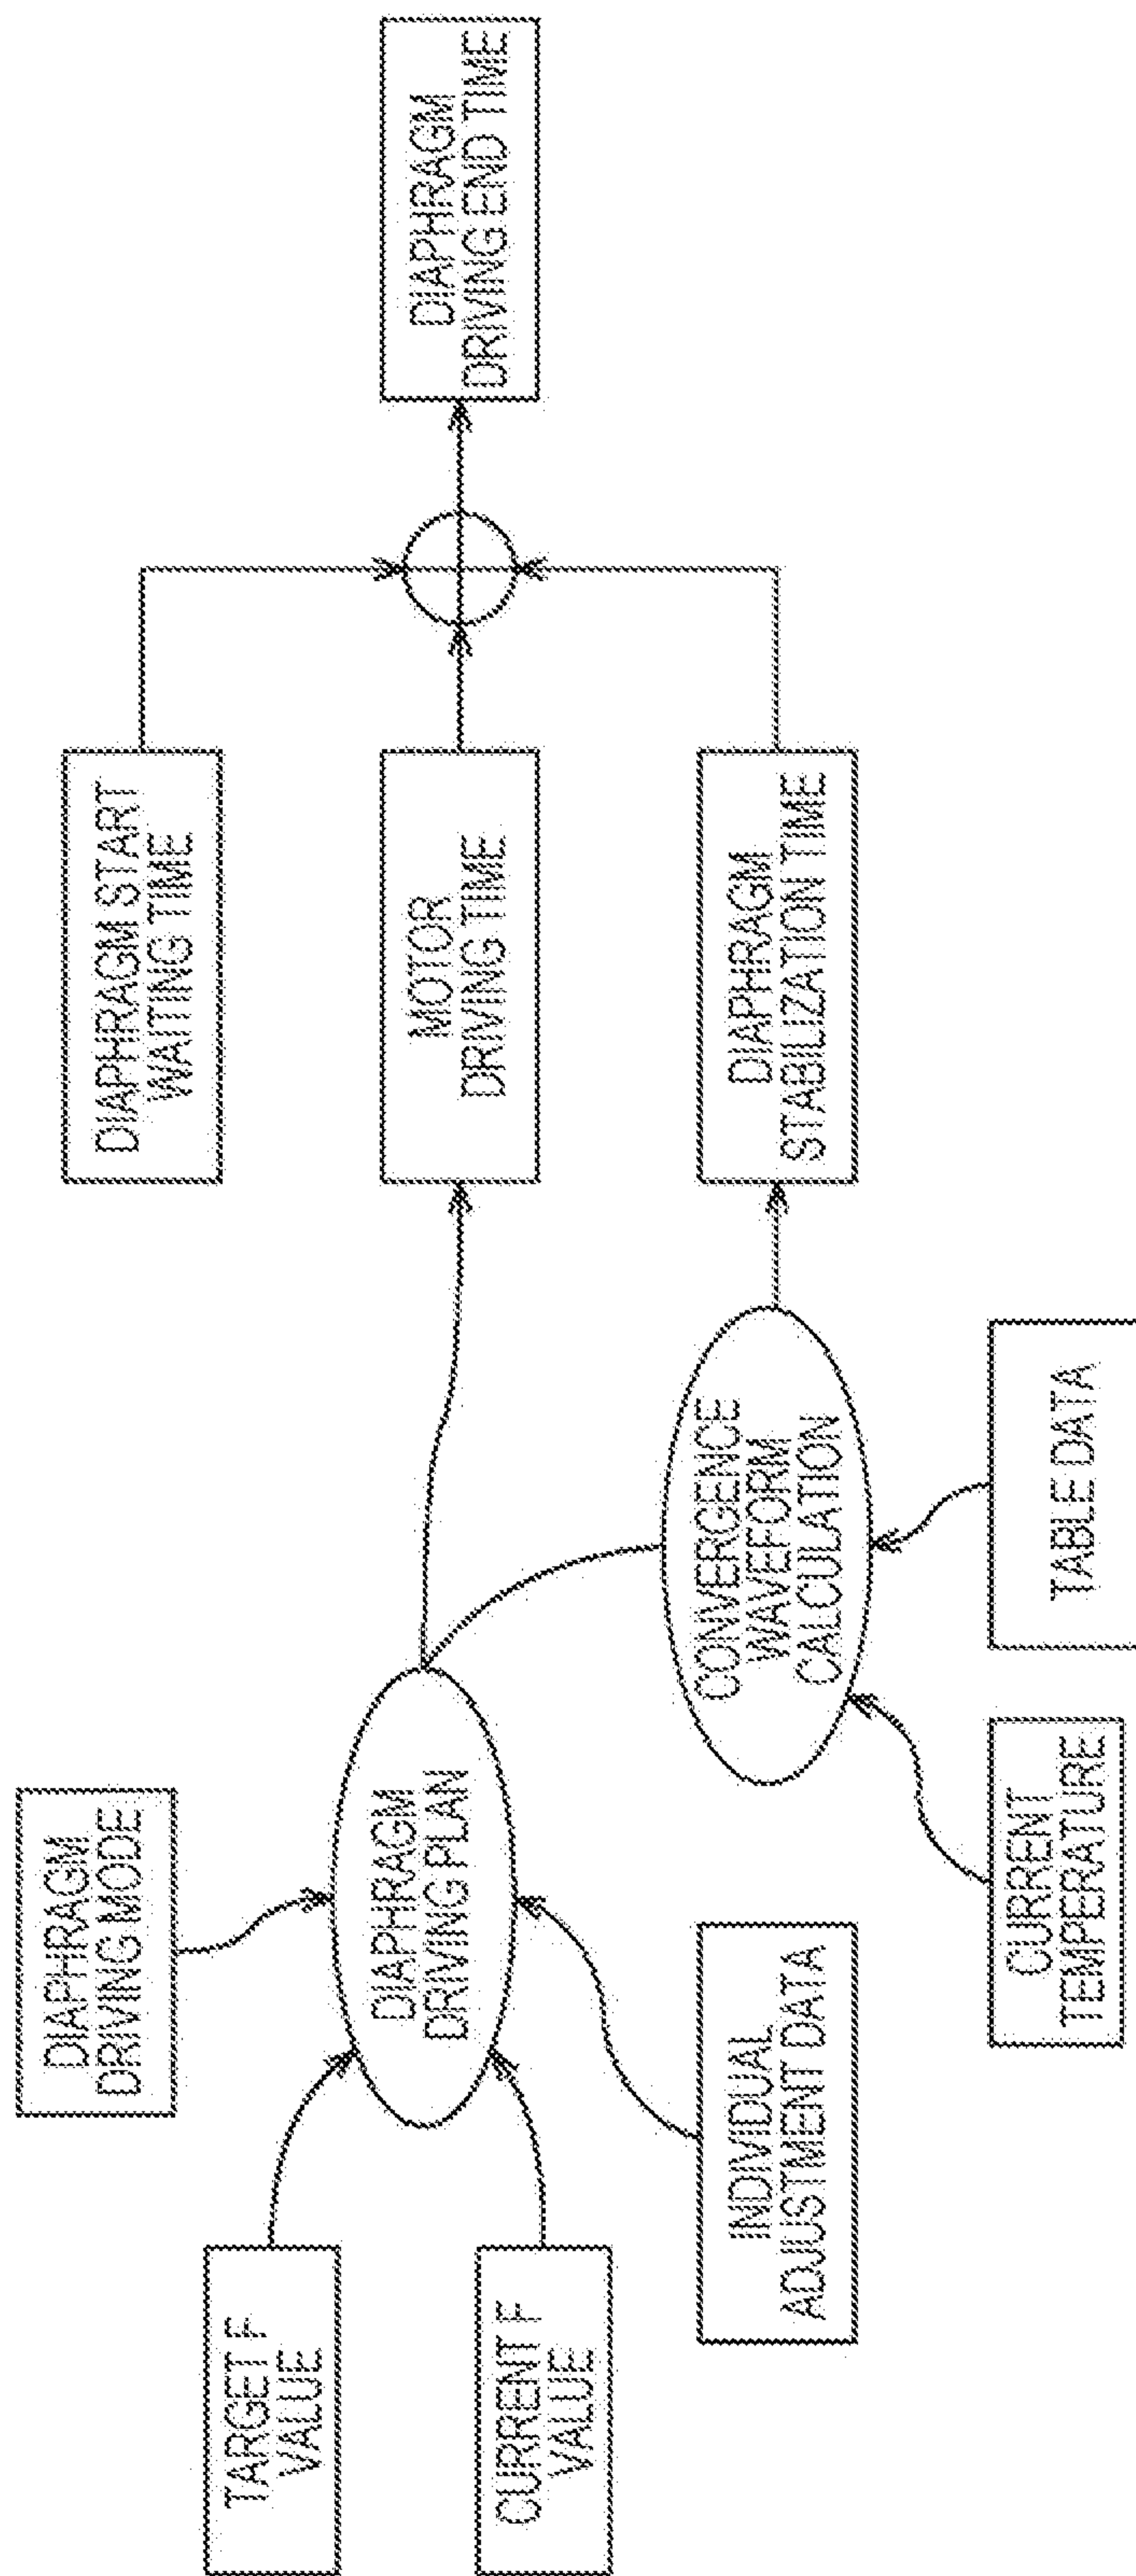 TARGET F
VALUE
CURRENT F
VALUE
DIAPHRAGM
DRIVING MODE
DIAPHRAGM
DRIVING PLAN
INDIVIDUAL
ADJUSTMENT DATA
CURRENT
TEMPERATURE
CONVERGENCE
WAVEFORM
CALCULATION
TABLE DATA
DIAPHRAGM START
WAITING TIME
MOTOR
DRIVING TIME
DIAPHRAGM
STABILIZATION TIME
DIAPHRAGM
DRIVING END TIME